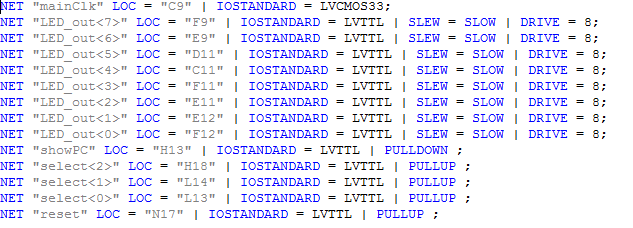 NET "mainClk" LOC = "C9" | IOSTANDARD = LVCMOS33;
NET "LED_out<7>" LOC = "F9" | IOSTANDARD = LVTTL | SLEW = SLOW | DRIVE = 8;
NET "LED_out<6>" LOC = "E9" | IOSTANDARD = LVTTL | SLEW = SLOW | DRIVE = 8;
NET "LED_out<5>" LOC = "D11" | IOSTANDARD = LVTTL | SLEW = SLOW | DRIVE = 8;
NET "LED_out<4>" LOC = "C11" | IOSTANDARD = LVTTL | SLEW = SLOW | DRIVE = 8;
NET "LED_out<3>" LOC = "F11" | IOSTANDARD = LVTTL | SLEW = SLOW | DRIVE = 8;
NET "LED_out<2>" LOC = "E11" | IOSTANDARD = LVTTL | SLEW = SLOW | DRIVE = 8;
NET "LED_out<1>" LOC = "E12" | IOSTANDARD = LVTTL | SLEW = SLOW | DRIVE = 8;
NET "LED_out<0>" LOC = "F12" | IOSTANDARD = LVTTL | SLEW = SLOW | DRIVE = 8;
NET "showPC" LOC = "H13" | IOSTANDARD = LVTTL | PULLDOWN ;
NET "select<2>" LOC = "H18" | IOSTANDARD = LVTTL | PULLUP ;
NET "select<1>" LOC = "L14" | IOSTANDARD = LVTTL | PULLUP ;
NET "select<0>" LOC = "L13" | IOSTANDARD = LVTTL | PULLUP ;
NET "reset" LOC = "N17" | IOSTANDARD = LVTTL | PULLUP ;